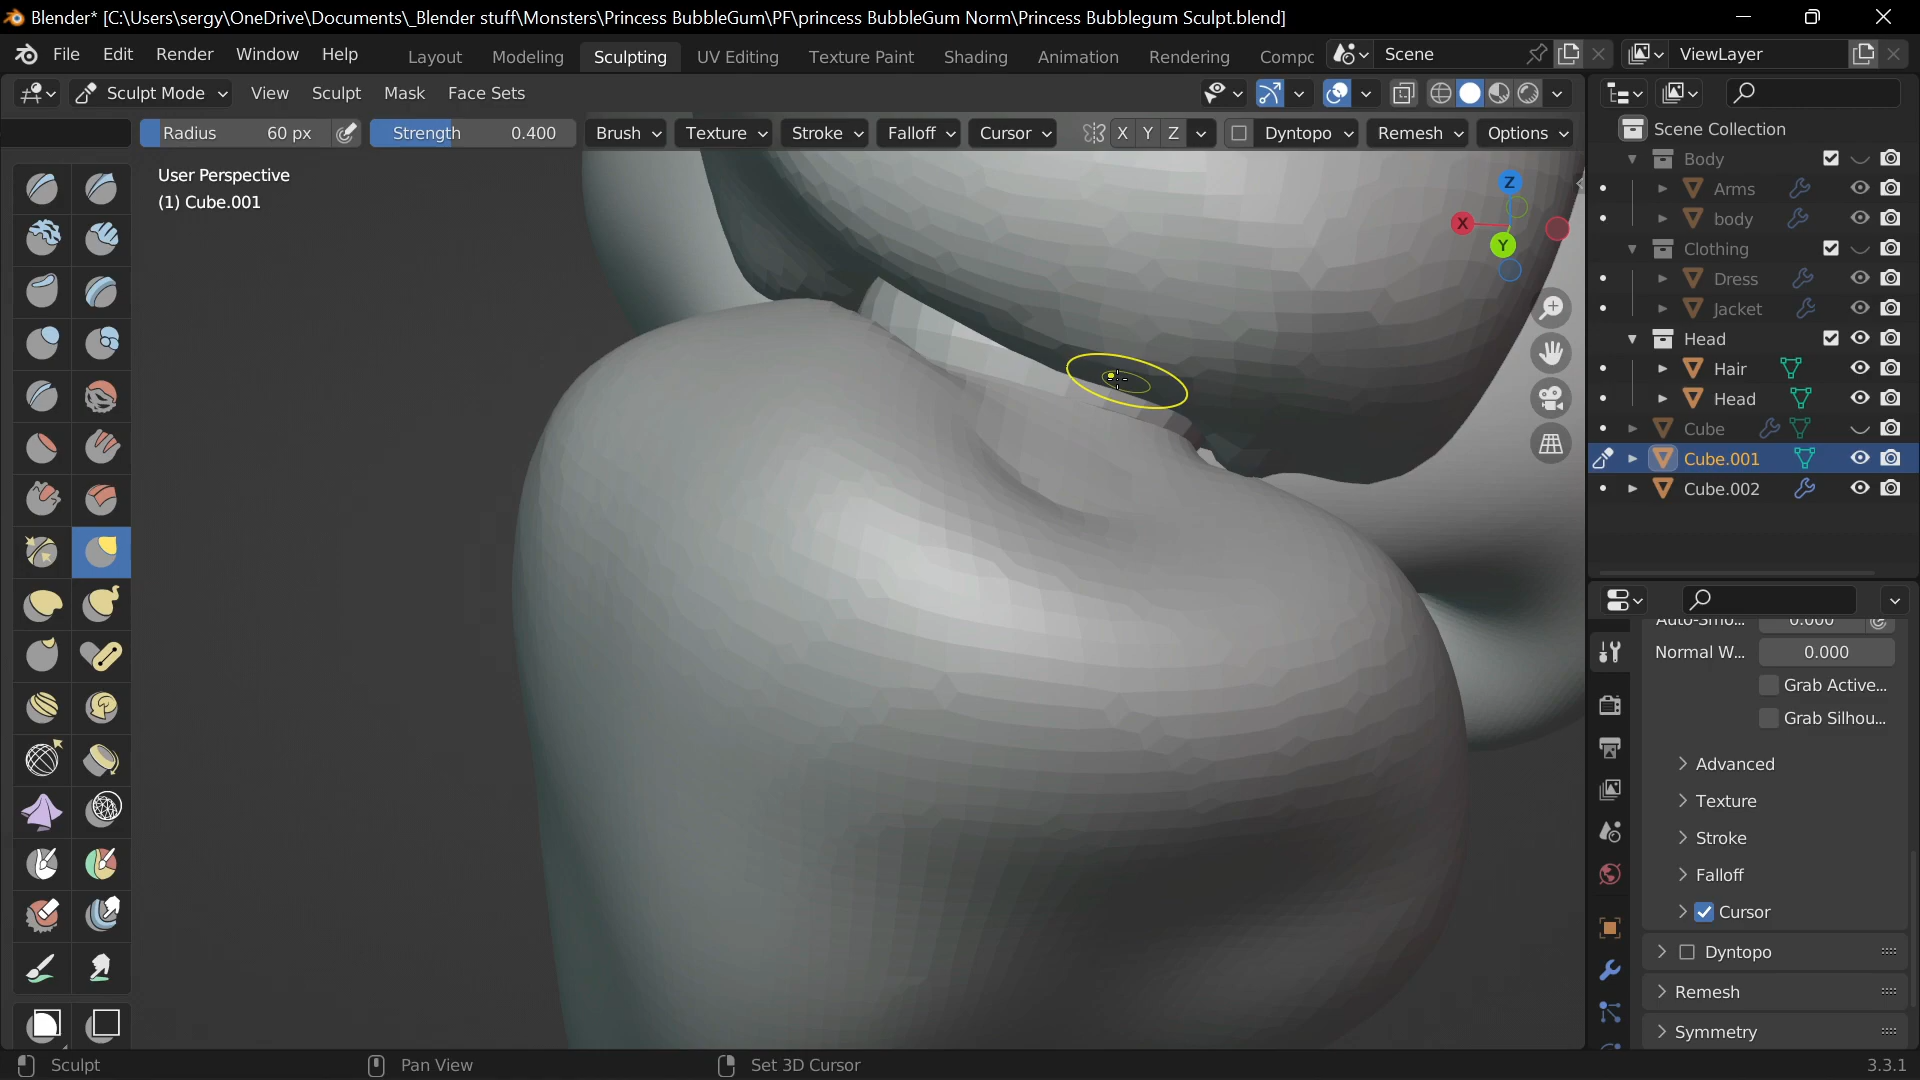 Blender* [C:\Users\sergy\OneDrive\Documents\_Blender stuff\Monsters\Princess BubbleGum\PF\princess BubbleGum Norm\Princess Bubblegum Sculpt.blend]
File Edit Render Window Help Layout Modeling Sculpting UV Editing Texture Paint Shading Animation Rendering Compc Scene ViewLayer
Sculpt Mode View Sculpt Mask Face Sets
Radius 60 px Strength 0.400 Brush Texture Stroke Falloff Cursor X Y Z Dyntopo Remesh Options
User Perspective
(1) Cube.001
Z
X
Y
Scene Collection
Body
Arms
body
Clothing
Dress
Jacket
Head
Hair
Head
Cube
Cube.001
Cube.002
Auto-Smo... 0.000
Normal W... 0.000
Grab Active...
Grab Silhou...
Advanced
Texture
Stroke
Falloff
Cursor
Dyntopo
Remesh
Symmetry
Sculpt Pan View Set 3D Cursor 3.3.1